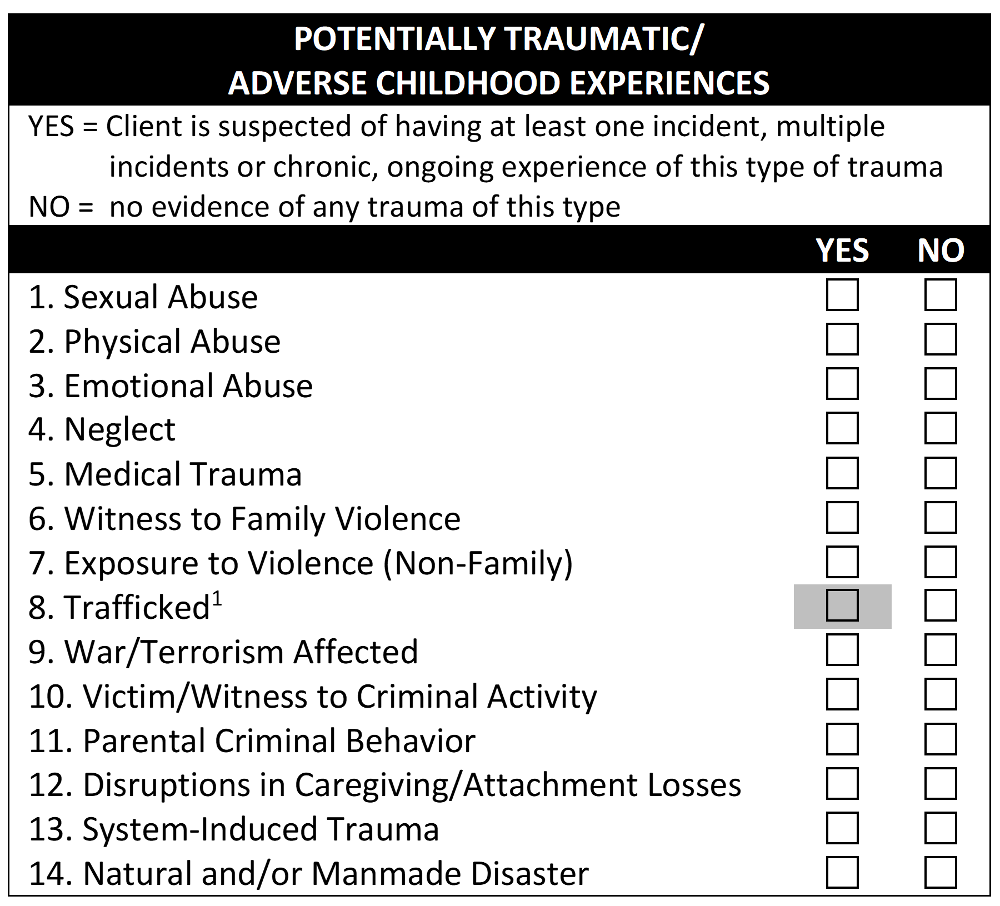 POTENTIALLY TRAUMATIC/
ADVERSE CHILDHOOD EXPERIENCES
YES = Client is suspected of having at least one incident, multiple
incidents or chronic, ongoing experience of this type of trauma
NO = no evidence of any trauma of this type
YES NO
1. Sexual Abuse
2. Physical Abuse
3. Emotional Abuse
4. Neglect
5. Medical Trauma
6. Witness to Family Violence
7. Exposure to Violence (Non-Family)
8. Trafficked¹
9. War/Terrorism Affected
10. Victim/Witness to Criminal Activity
11. Parental Criminal Behavior
12. Disruptions in Caregiving/Attachment Losses
13. System-Induced Trauma
14. Natural and/or Manmade Disaster